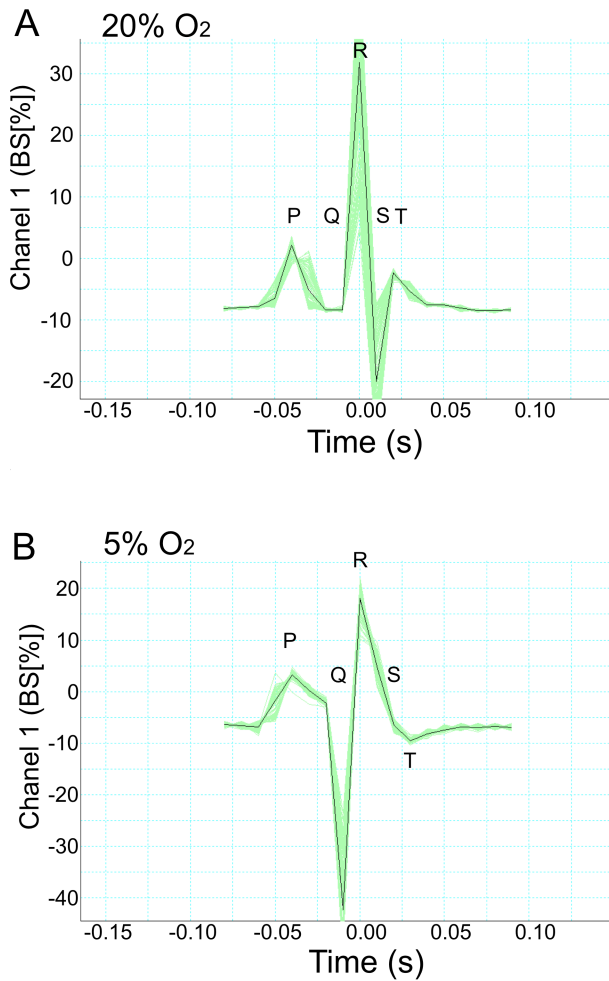 A 20% O2
R
30
20
10
P Q S T
0
-10
-20
Chanel 1 (BS[%])
-0.15 -0.10 -0.05 0.00 0.05 0.10
Time (s)
B 5% O2
R
20
10
P
Q S
0
-10
T
-20
-30
-40
Chanel 1 (BS[%])
-0.15 -0.10 -0.05 0.00 0.05 0.10
Time (s)